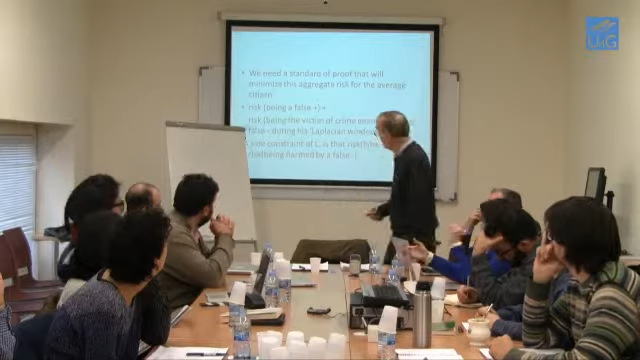 UdG
• We need a standard of proof that will
minimize this aggregate risk for the average
citizen
• risk (being a false +) +
risk (being the victim of crime
false - during his 'Laplacian window
side constraint of L. is that risk
being harmed by a false